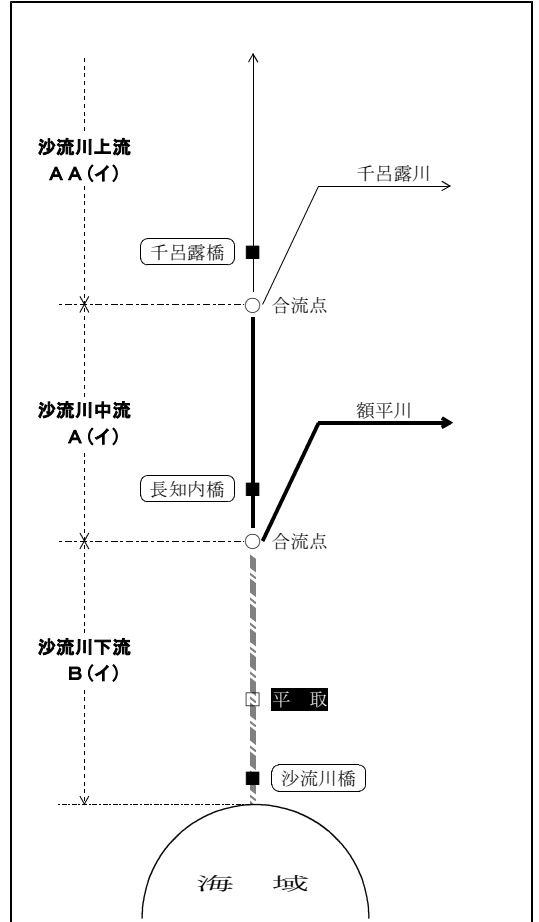 沙流川上流
ＡＡ（イ）
千呂露川
千呂露橋
合流点
沙流川中流
Ａ（イ）
額平川
長知内橋
合流点
沙流川下流
Ｂ（イ）
平　取
沙流川橋
海　域